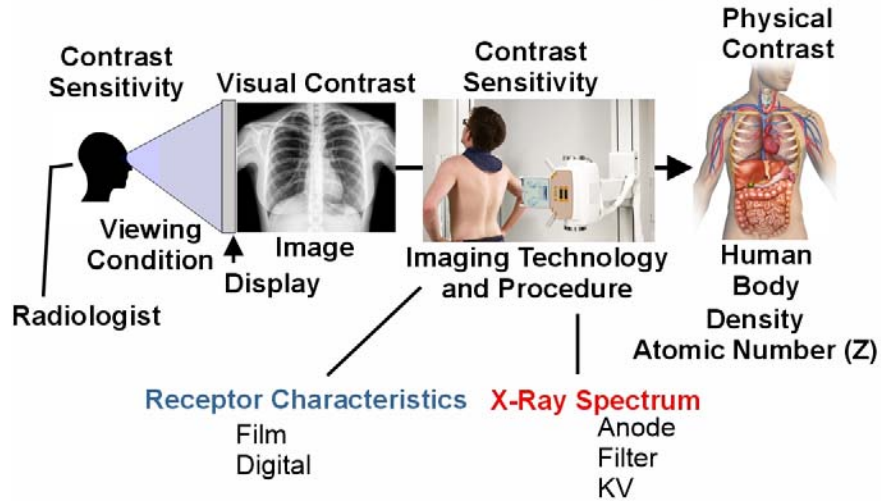 Contrast
Sensitivity
Visual Contrast
Contrast
Sensitivity
Physical
Contrast
Viewing
Condition
Image
Display
Radiologist
Imaging Technology
and Procedure
Human
Body
Density
Atomic Number (Z)
Receptor Characteristics
Film
Digital
X-Ray Spectrum
Anode
Filter
KV